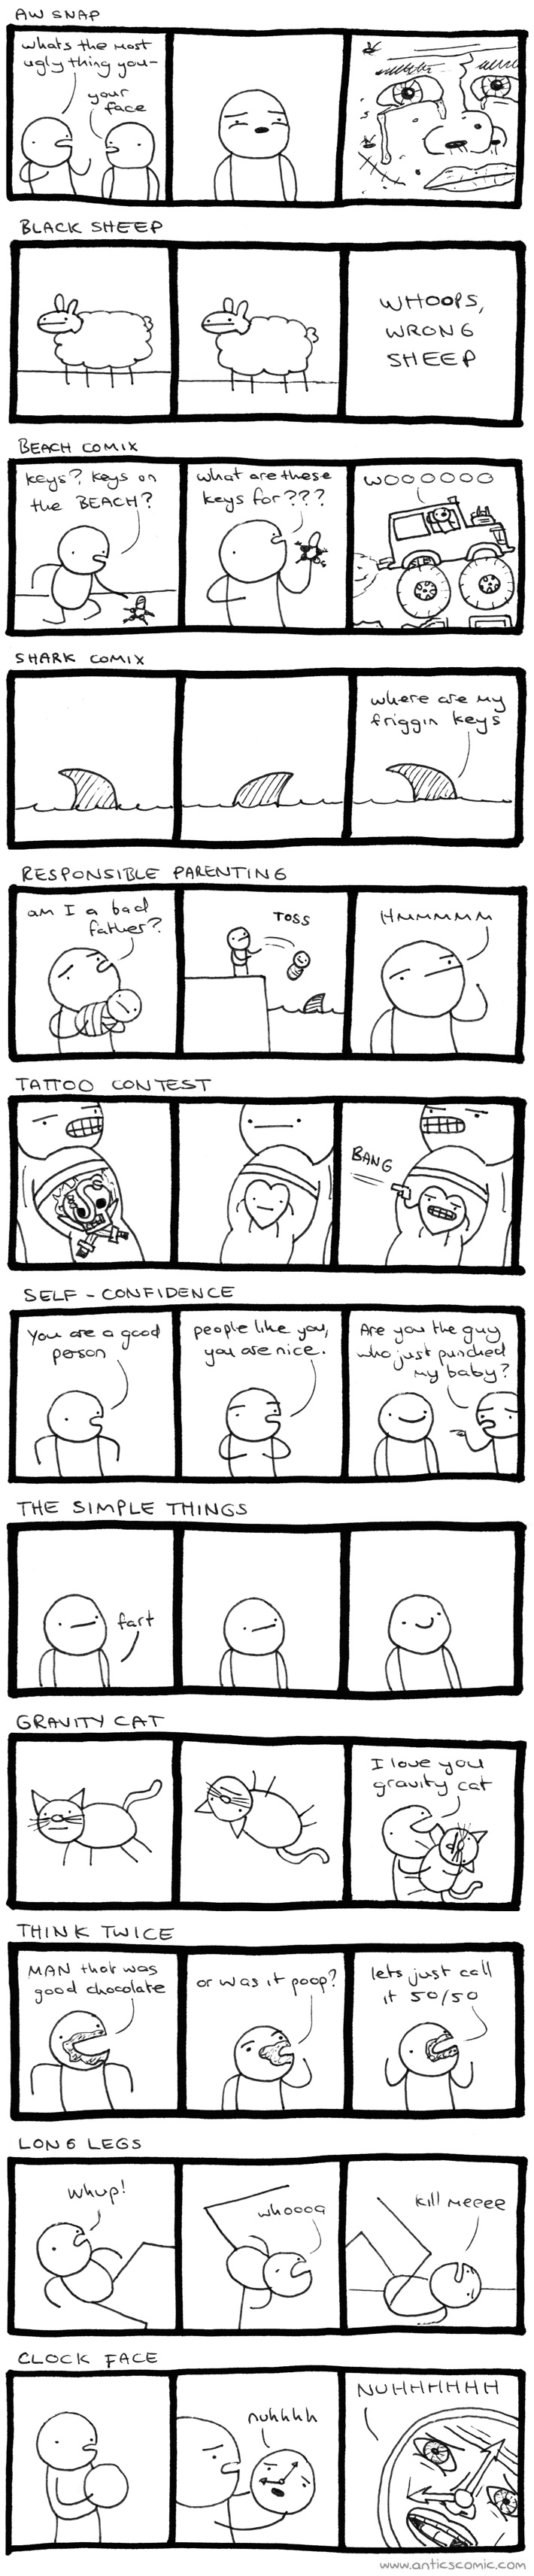 AW SNAP
whats the most
ugly thing you-
your
face
BLACK SHEEP
WHOOPS,
WRONG
SHEEP
BEACH COMIX
keys? keys on
the BEACH?
what are these
keys for???
WOOOOOO
SHARK COMIX
where are my
friggin keys
RESPONSIBLE PARENTING
am I a bad
father?
TOSS
HMMMMM
TATTOO CONTEST
BANG
SELF-CONFIDENCE
You are a good
person
people like you,
you are nice.
Are you the guy
who just punched
my baby?
THE SIMPLE THINGS
fart
GRAVITY CAT
I love you
gravity cat
THINK TWICE
MAN that was
good chocolate
or was it poop?
lets just call
it 50/50
LONG LEGS
whup!
whoooa
kill meeee
CLOCK FACE
nuhhhh
NUHHHHHH
www.anticscomic.com